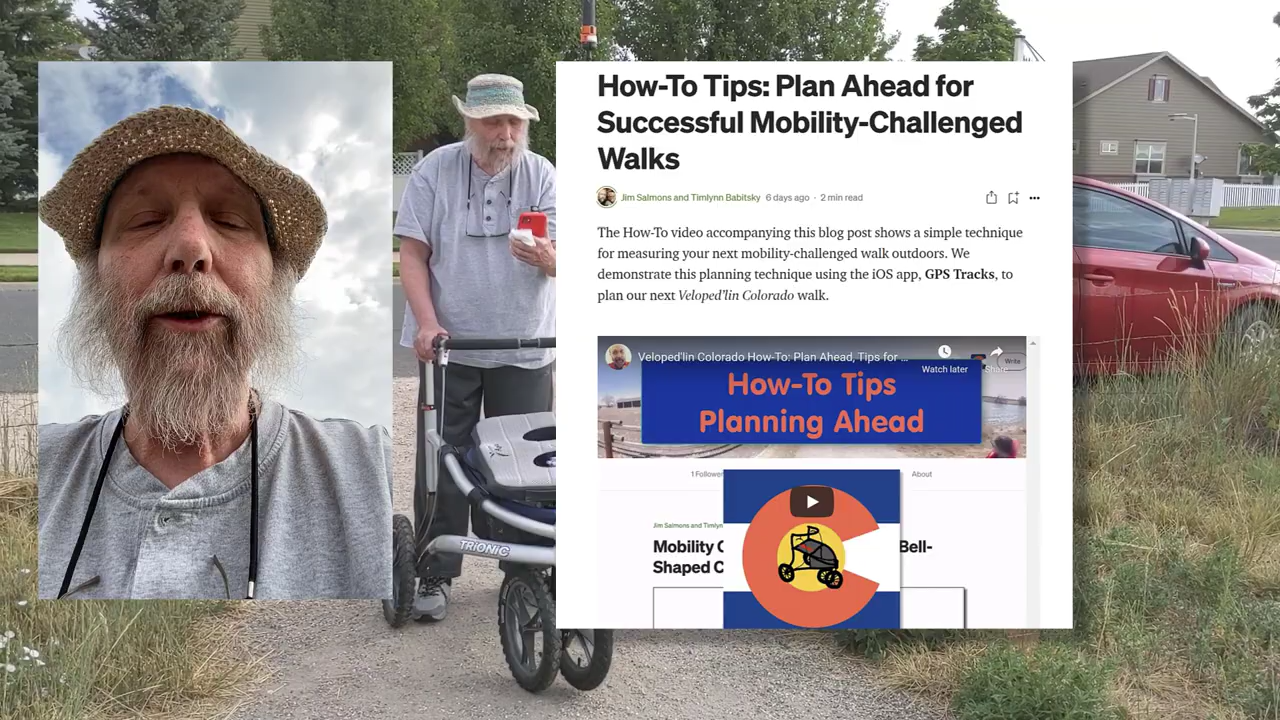 How-To Tips: Plan Ahead for
Successful Mobility-Challenged
Walks
Jim Salmons and Timlynn Babitsky 6 days ago · 2 min read
The How-To video accompanying this blog post shows a simple technique
for measuring your next mobility-challenged walk outdoors. We
demonstrate this planning technique using the iOS app, GPS Tracks, to
plan our next Veloped'lin Colorado walk.
Veloped'lin Colorado How-To: Plan Ahead, Tips for ...
Watch later
Share
Write
How-To Tips
Planning Ahead
1 Follower
About
Jim Salmons and Timlyn
Mobility C
Bell-
Shaped C
TRIONIC